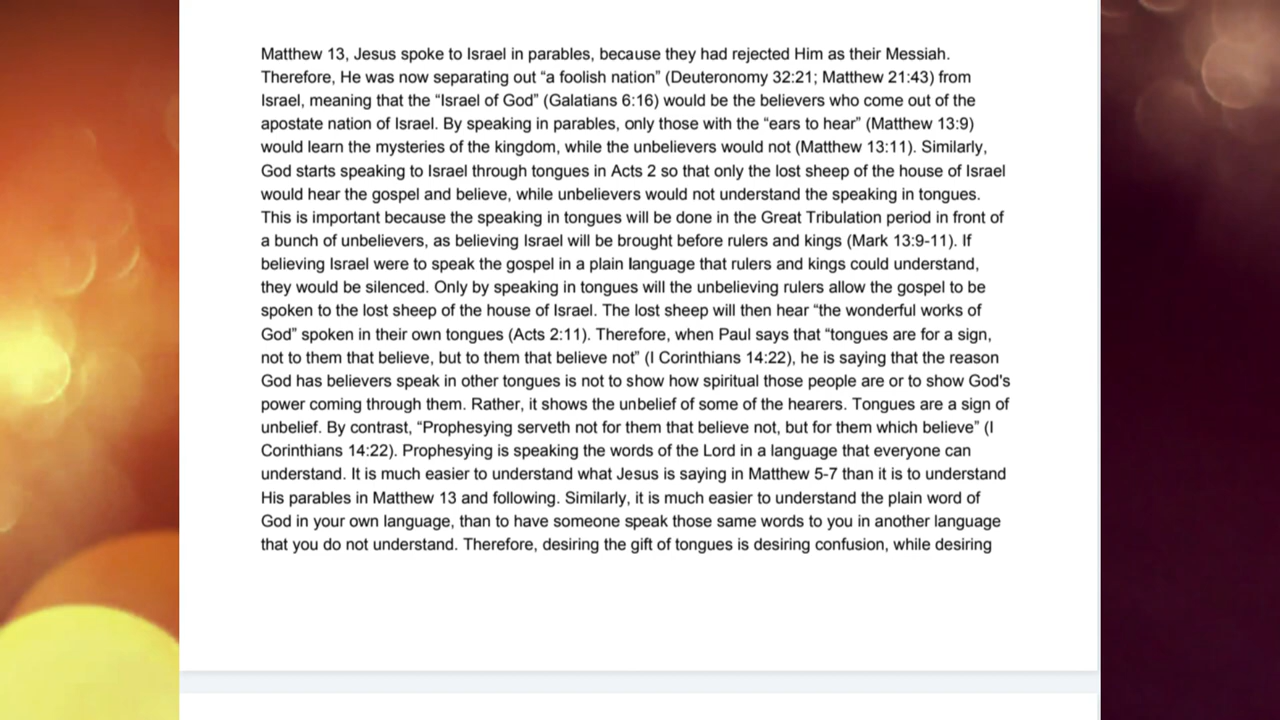 Matthew 13, Jesus spoke to Israel in parables, because they had rejected Him as their Messiah.
Therefore, He was now separating out “a foolish nation” (Deuteronomy 32:21; Matthew 21:43) from
Israel, meaning that the “Israel of God” (Galatians 6:16) would be the believers who come out of the
apostate nation of Israel. By speaking in parables, only those with the “ears to hear” (Matthew 13:9)
would learn the mysteries of the kingdom, while the unbelievers would not (Matthew 13:11). Similarly,
God starts speaking to Israel through tongues in Acts 2 so that only the lost sheep of the house of Israel
would hear the gospel and believe, while unbelievers would not understand the speaking in tongues.
This is important because the speaking in tongues will be done in the Great Tribulation period in front of
a bunch of unbelievers, as believing Israel will be brought before rulers and kings (Mark 13:9-11). If
believing Israel were to speak the gospel in a plain language that rulers and kings could understand,
they would be silenced. Only by speaking in tongues will the unbelieving rulers allow the gospel to be
spoken to the lost sheep of the house of Israel. The lost sheep will then hear “the wonderful works of
God” spoken in their own tongues (Acts 2:11). Therefore, when Paul says that “tongues are for a sign,
not to them that believe, but to them that believe not” (I Corinthians 14:22), he is saying that the reason
God has believers speak in other tongues is not to show how spiritual those people are or to show God's
power coming through them. Rather, it shows the unbelief of some of the hearers. Tongues are a sign of
unbelief. By contrast, “Prophesying serveth not for them that believe not, but for them which believe” (I
Corinthians 14:22). Prophesying is speaking the words of the Lord in a language that everyone can
understand. It is much easier to understand what Jesus is saying in Matthew 5-7 than it is to understand
His parables in Matthew 13 and following. Similarly, it is much easier to understand the plain word of
God in your own language, than to have someone speak those same words to you in another language
that you do not understand. Therefore, desiring the gift of tongues is desiring confusion, while desiring